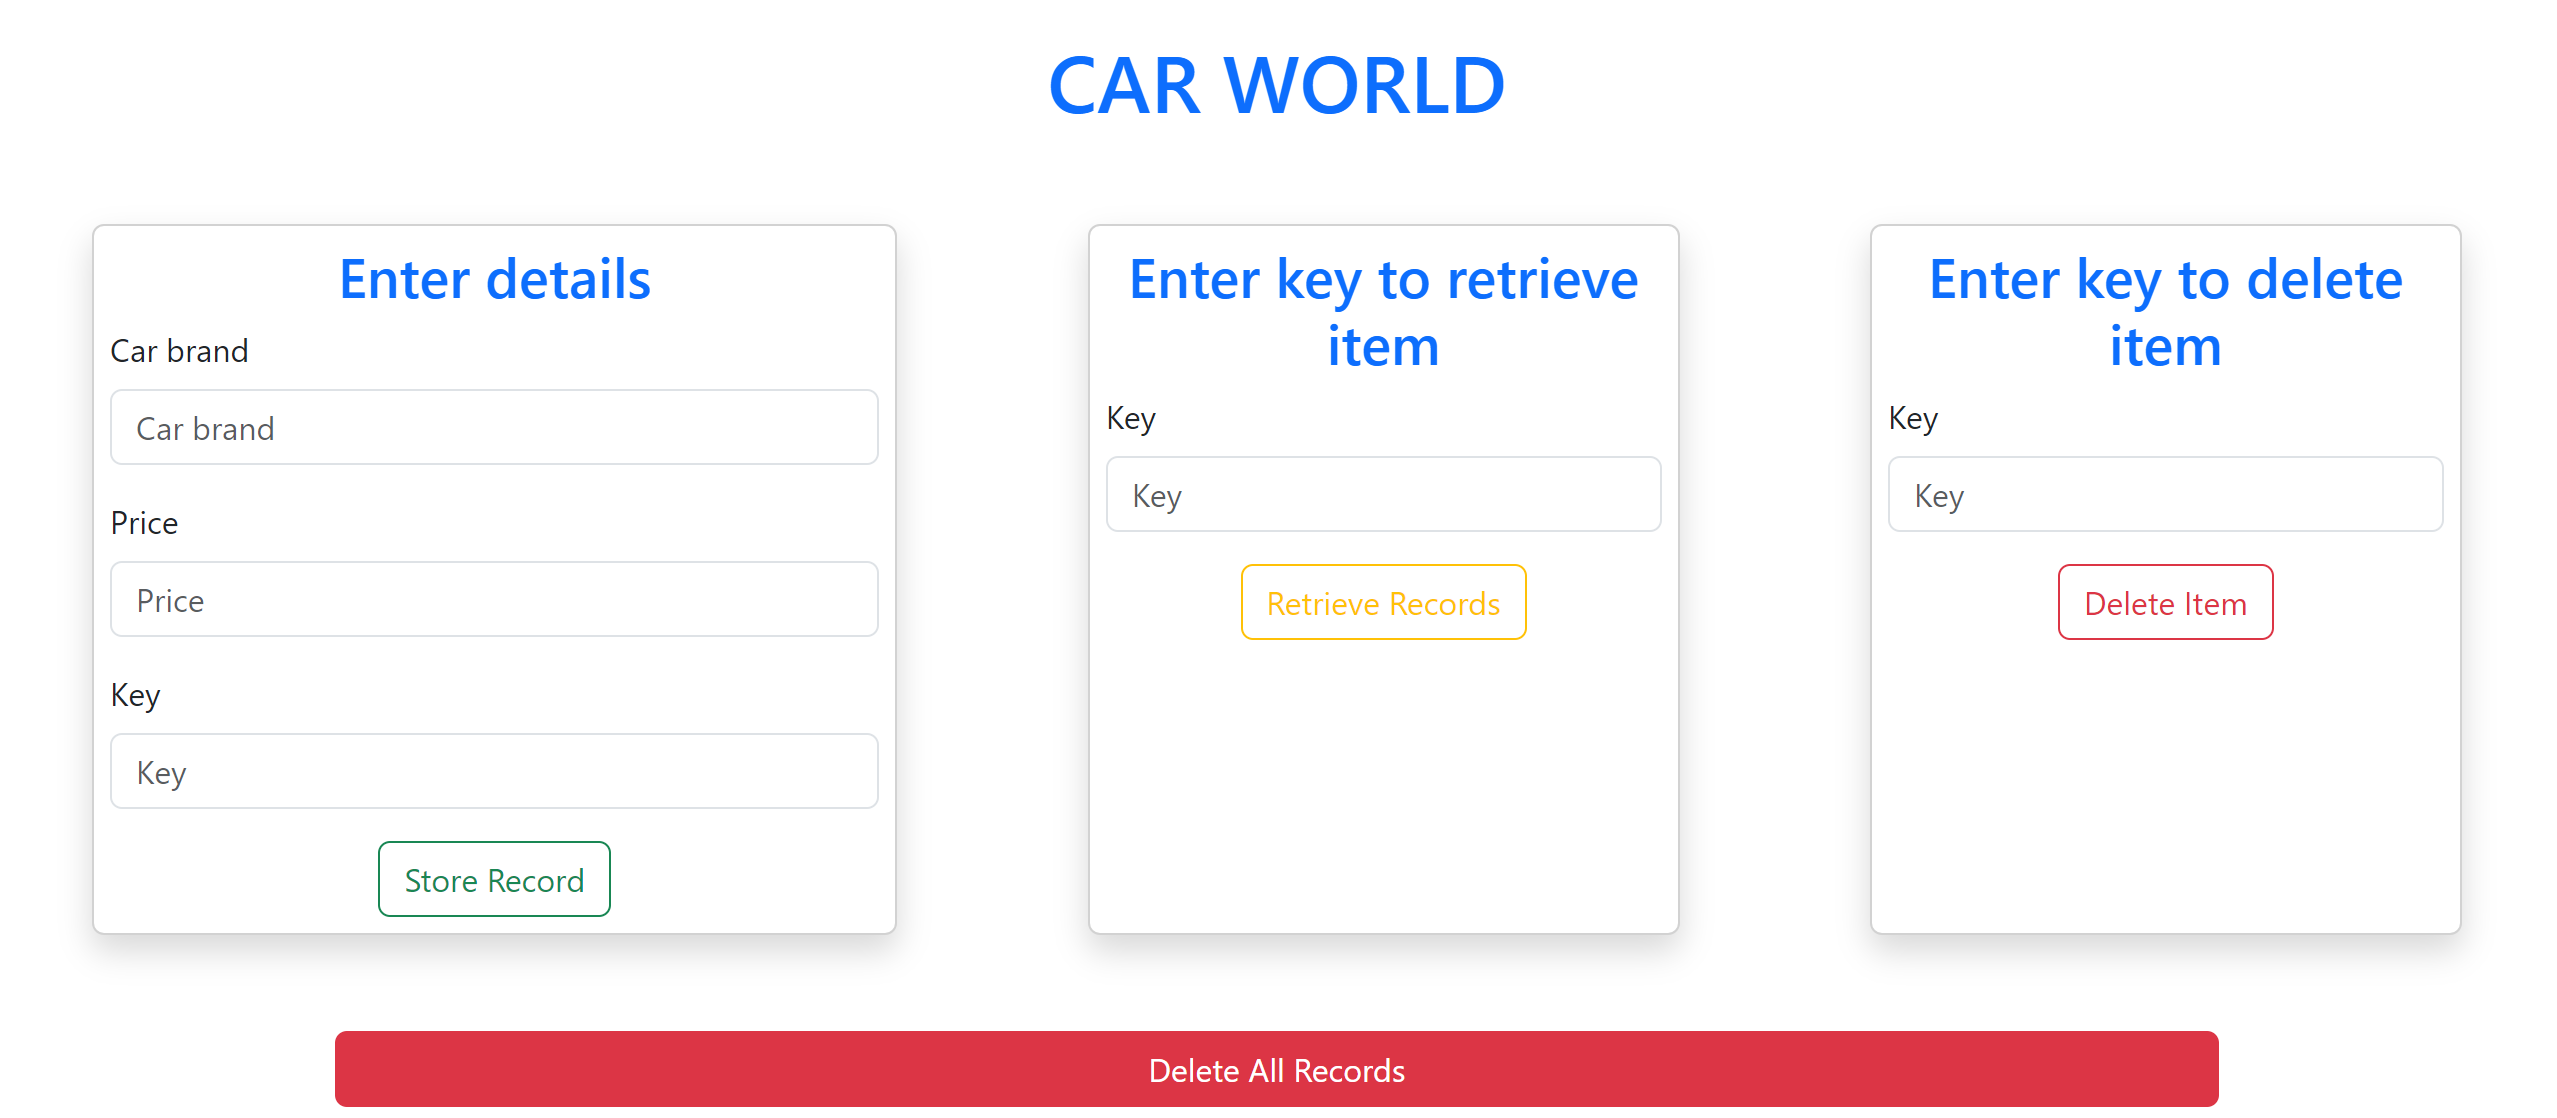 CAR WORLD
Enter details
Car brand
Car brand
Price
Price
Key
Key
Store Record
Enter key to retrieve
item
Key
Key
Retrieve Records
Enter key to delete
item
Key
Key
Delete Item
Delete All Records